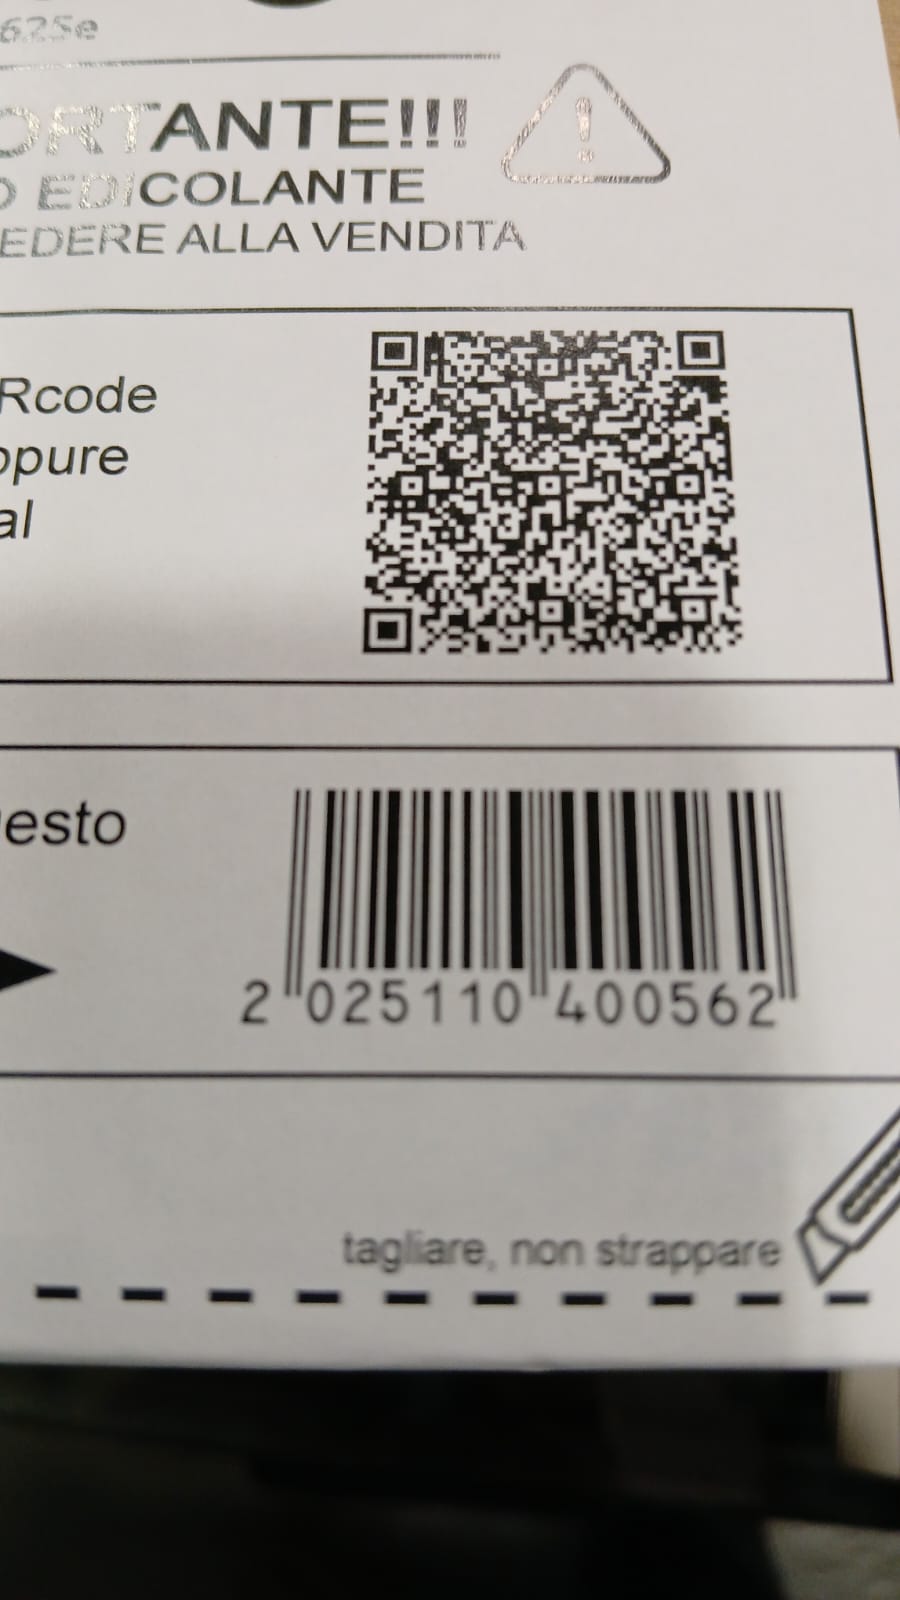 625e
ORTANTE!!!
O EDICOLANTE
EDERE ALLA VENDITA
Rcode
ppure
al
esto
2 025110 400562
tagliare, non strappare